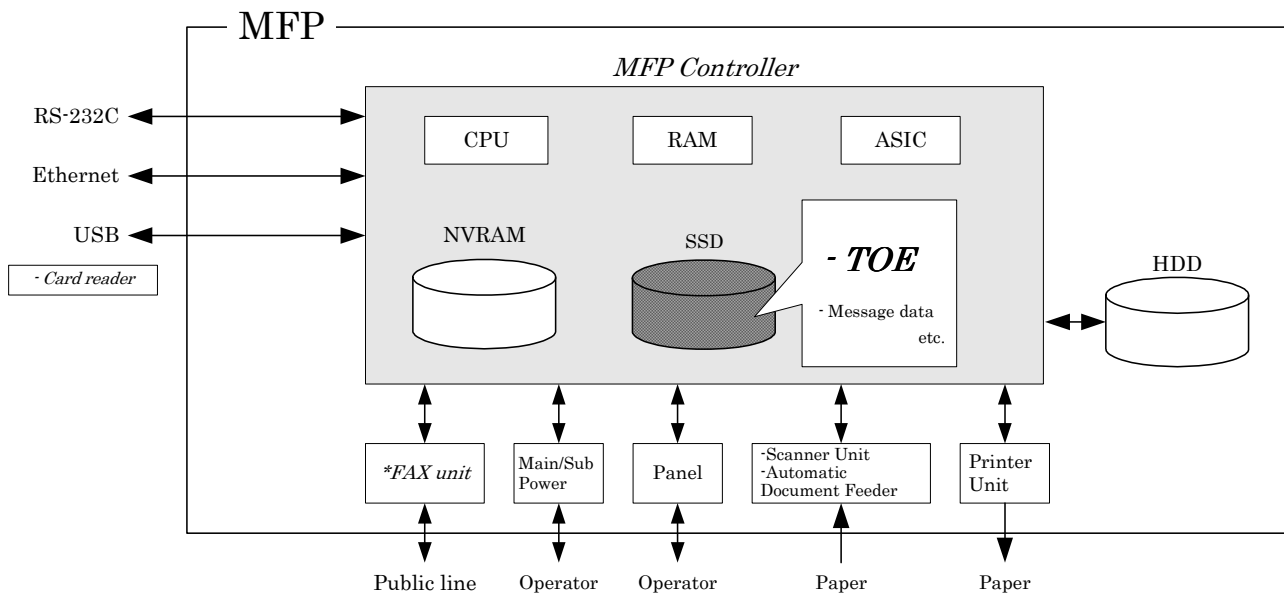 MFP
MFP Controller
RS-232C
CPU
RAM
ASIC
Ethernet
USB
- Card reader
NVRAM
SSD
- TOE
- Message data
etc.
HDD
*FAX unit
Main/Sub
Power
Panel
-Scanner Unit
-Automatic
Document Feeder
Printer
Unit
Public line
Operator
Operator
Paper
Paper